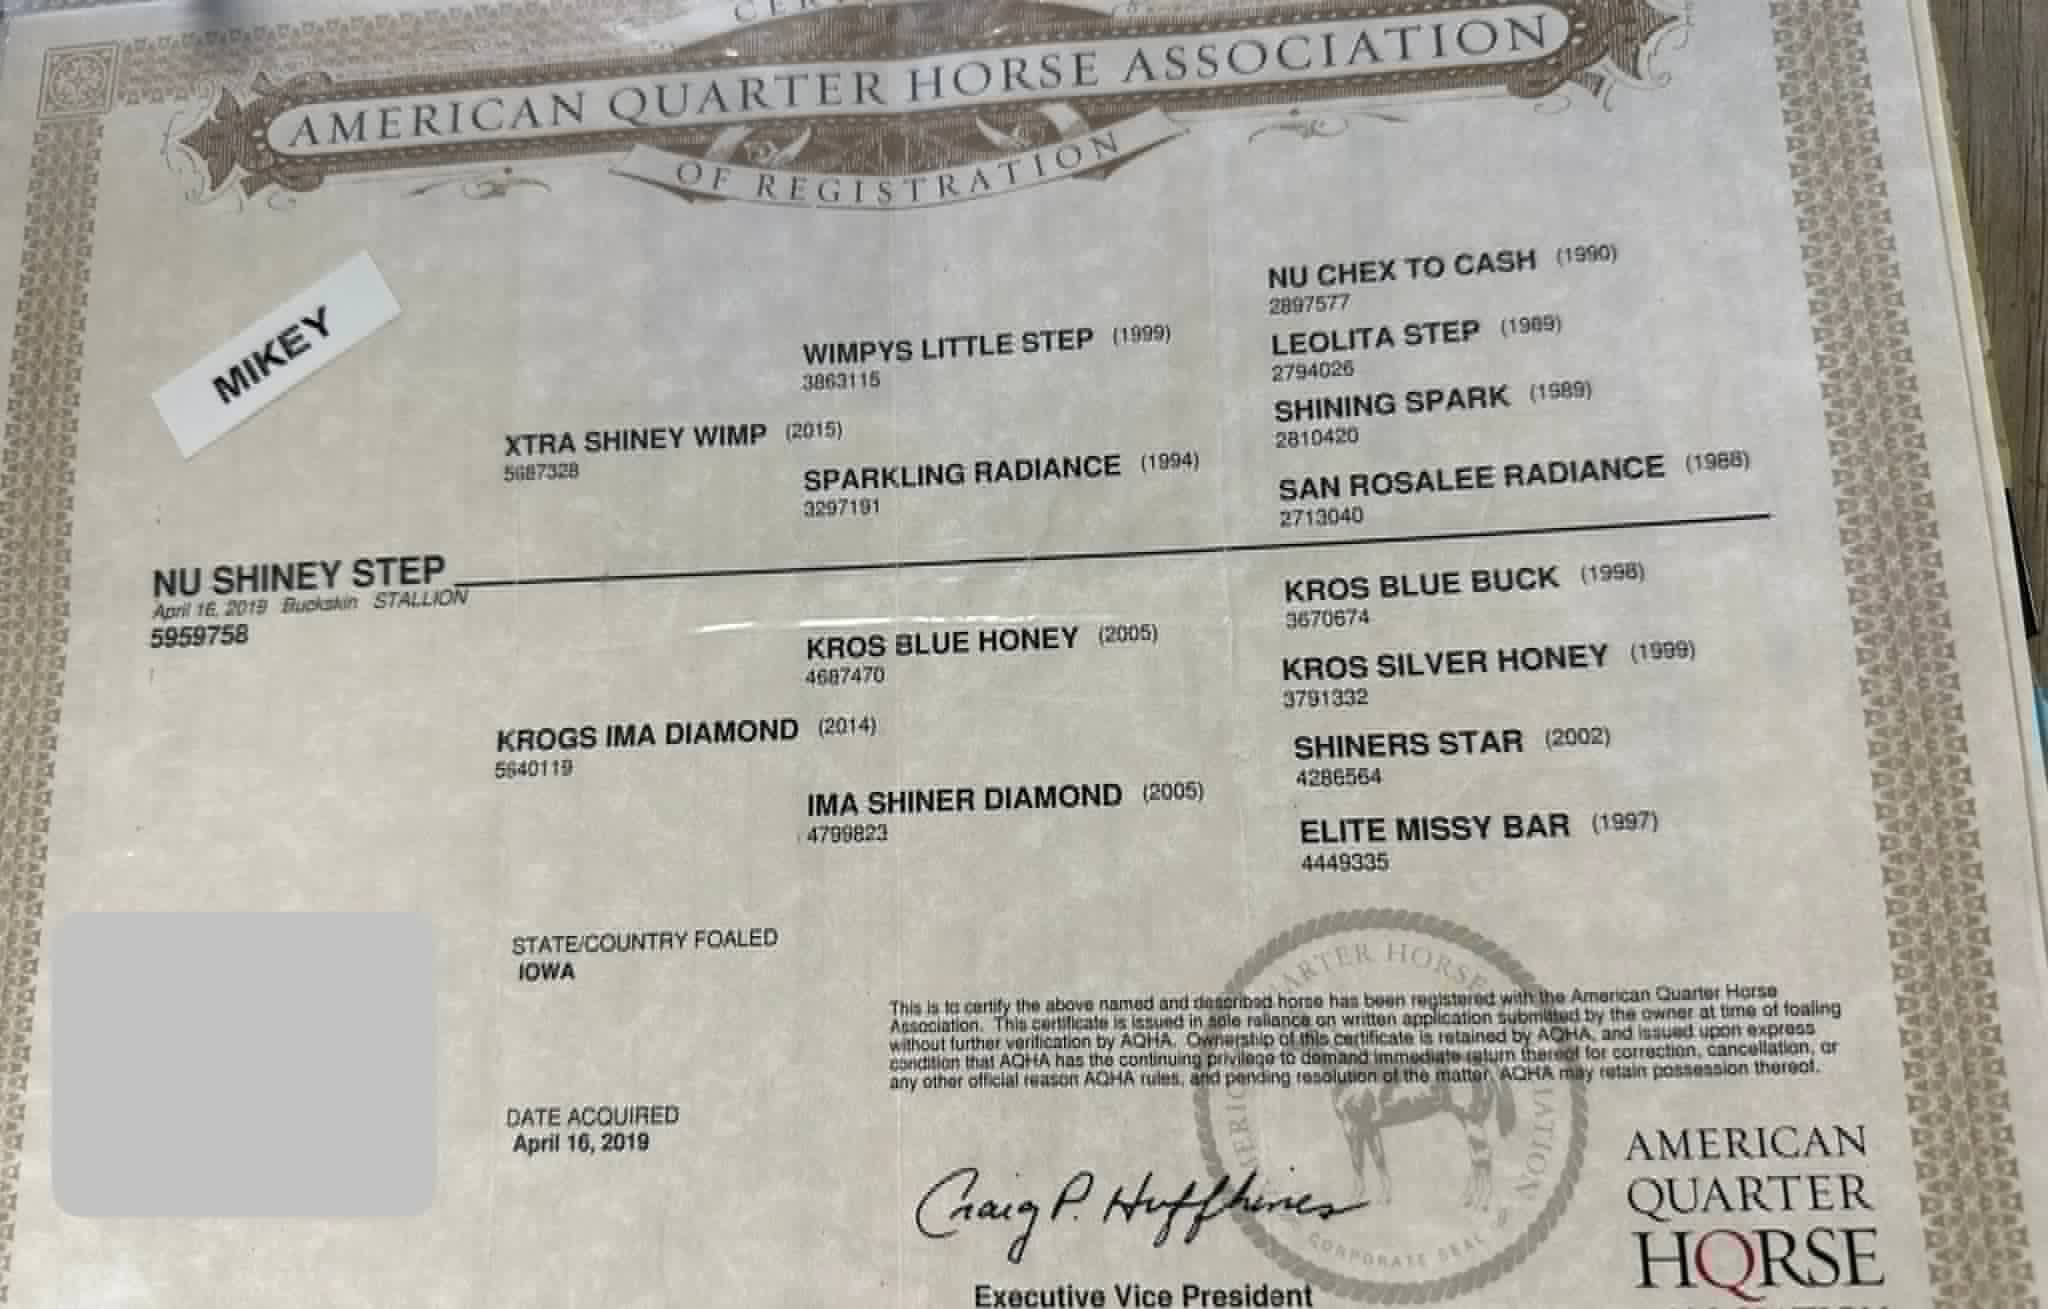 AMERICAN QUARTER HORSE ASSOCIATION
OF REGISTRATION
MIKEY
NU CHEX TO CASH (1990)
2897577
WIMPYS LITTLE STEP (1999)
3863115
LEOLITA STEP (1989)
2794026
XTRA SHINEY WIMP (2015)
5687328
SHINING SPARK (1989)
2810420
SPARKLING RADIANCE (1994)
3297191
SAN ROSALEE RADIANCE (1988)
2713040
NU SHINEY STEP
April 16, 2019 Buckskin STALLION
5959758
KROS BLUE BUCK (1998)
3670674
KROS BLUE HONEY (2005)
4687470
KROS SILVER HONEY (1999)
3791332
KROGS IMA DIAMOND (2014)
5640119
SHINERS STAR (2002)
4286564
IMA SHINER DIAMOND (2005)
4799823
ELITE MISSY BAR (1997)
4449335
STATE/COUNTRY FOALED
IOWA
This is to certify the above named and described horse has been registered with the American Quarter Horse
Association. This certificate is issued in sole reliance on written application submitted by the owner at time of foaling
without further verification by AQHA. Ownership of this certificate is retained by AQHA, and issued upon express
condition that AQHA has the continuing privilege to demand immediate return thereof for correction, cancellation, or
any other official reason AQHA rules, and pending resolution of the matter, AQHA may retain possession thereof.
DATE ACQUIRED
April 16, 2019
Craig P. Huffhines
Executive Vice President
CORPORATE SEAL
AMERICAN
QUARTER
HORSE